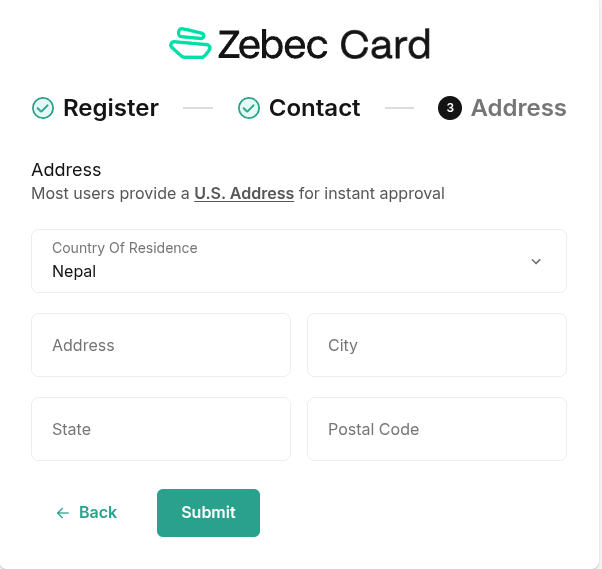 Zebec Card
Register Contact 3 Address
Address
Most users provide a U.S. Address for instant approval
Country Of Residence
Nepal
Address City
State Postal Code
Back Submit